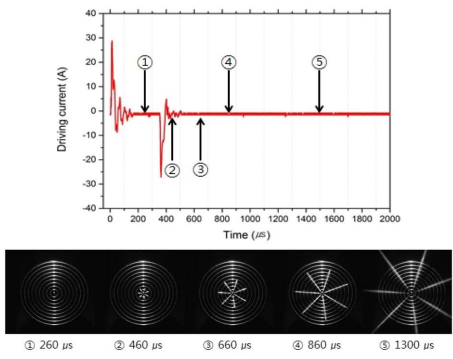 40
30
20
10
0
-10
-20
-30
-40
Driving current (A)
① ④ ⑤
② ③
0 200 400 600 800 1000 1200 1400 1600 1800 2000
Time (μs)
① 260 μs ② 460 μs ③ 660 μs ④ 860 μs ⑤ 1300 μs